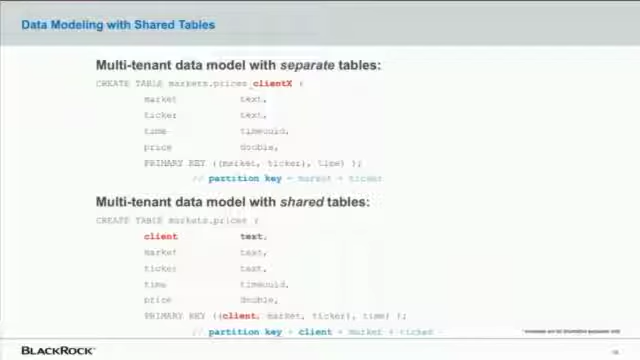 Data Modeling with Shared Tables
Multi-tenant data model with separate tables:
CREATE TABLE markets.prices_clientX (
market text,
ticker text,
time timeuuid,
price double,
PRIMARY KEY ((market, ticker), time) );
// partition key = market + ticker
Multi-tenant data model with shared tables:
CREATE TABLE markets.prices (
client text,
market text,
ticker text,
time timeuuid,
price double,
PRIMARY KEY ((client, market, ticker), time) );
// partition key = client + market + ticker
BLACKROCK